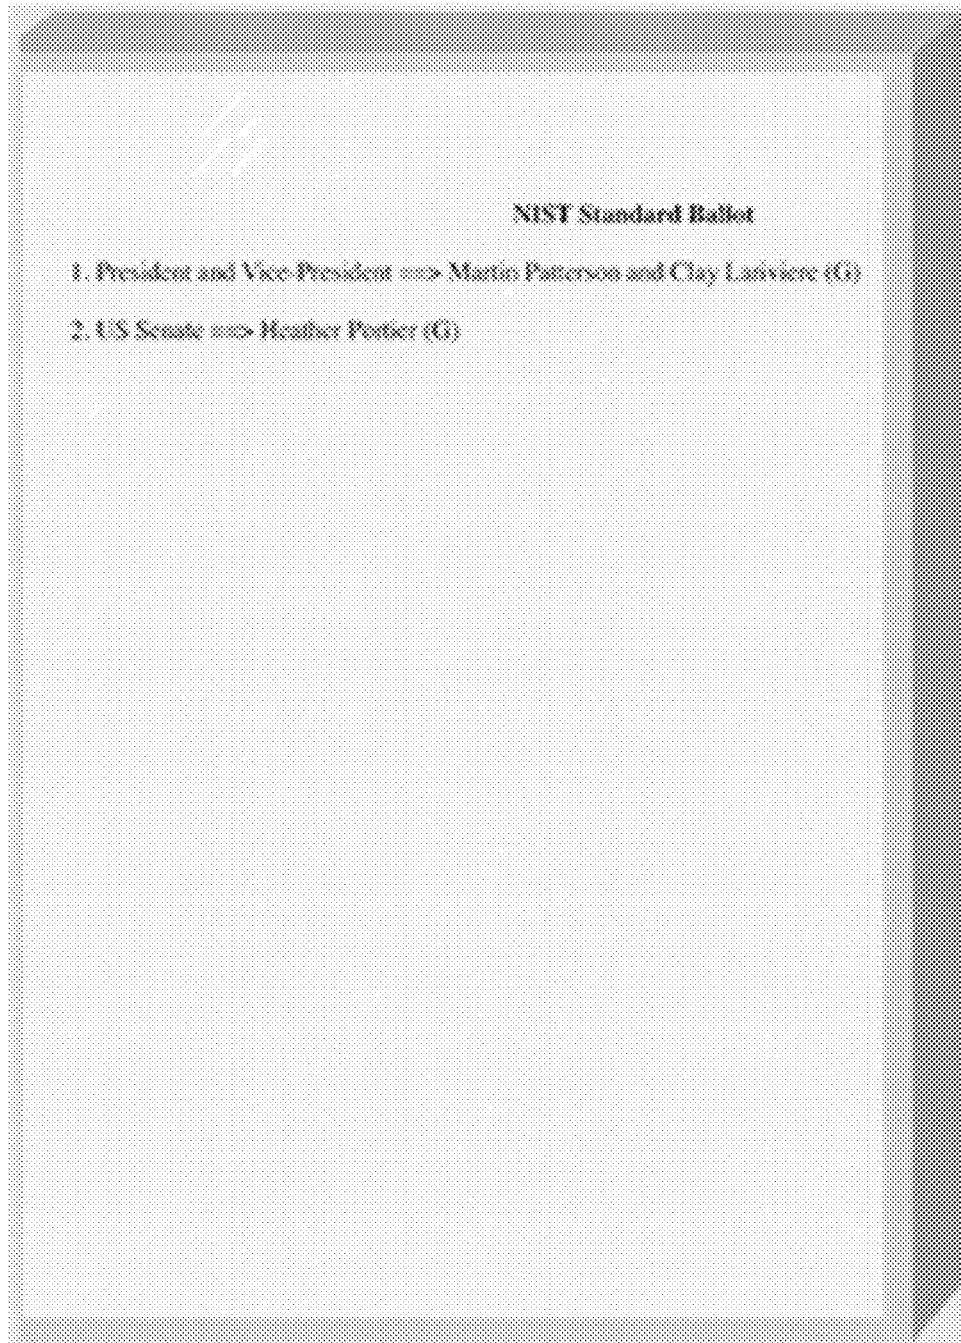 NIST Standard Ballot
1. President and Vice-President ==> Martin Patterson and Clay Lariviere (G)
2. US Senate ==> Heather Portier (G)